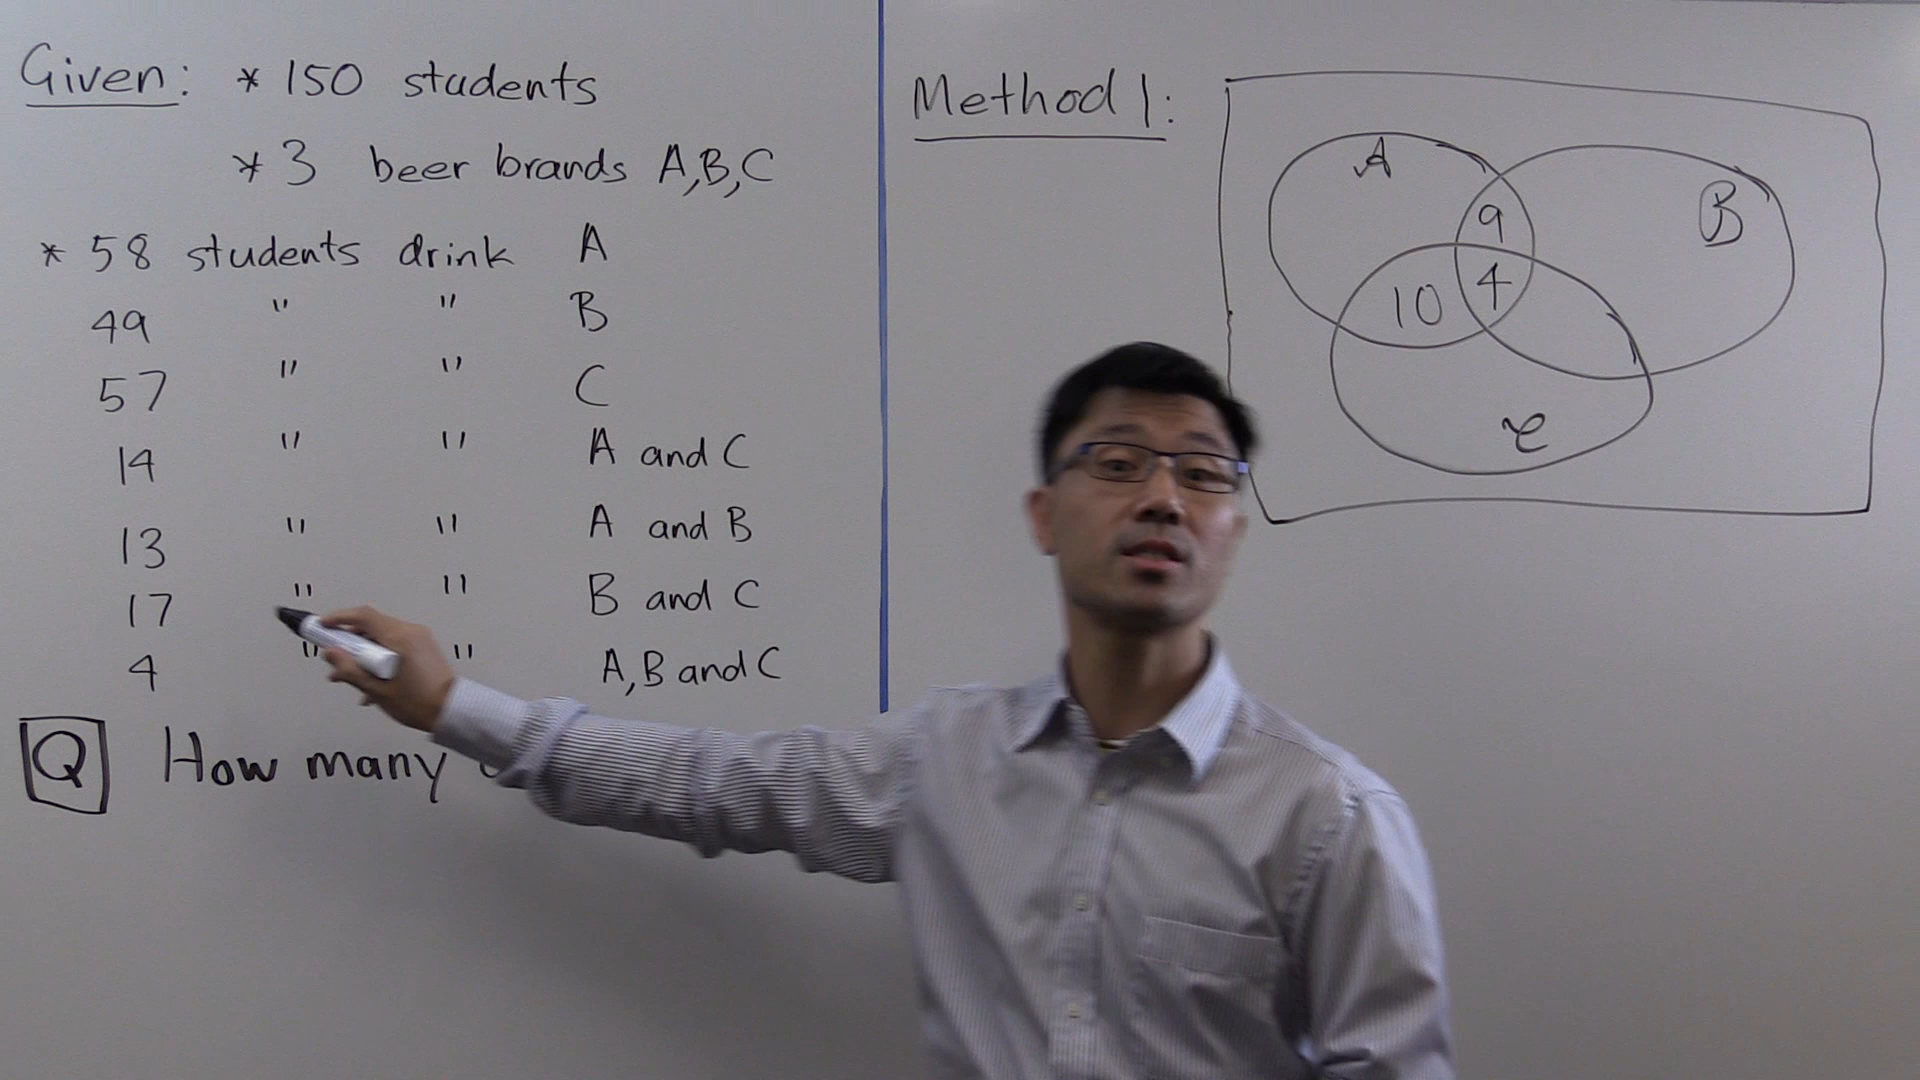 Given: * 150 students
* 3 beer brands A,B,C
* 58 students drink A
49 " " B
57 " " C
14 " " A and C
13 " " A and B
17 " " B and C
4 " " A,B and C
Q How many
Method 1:
A
B
9
10 4
C